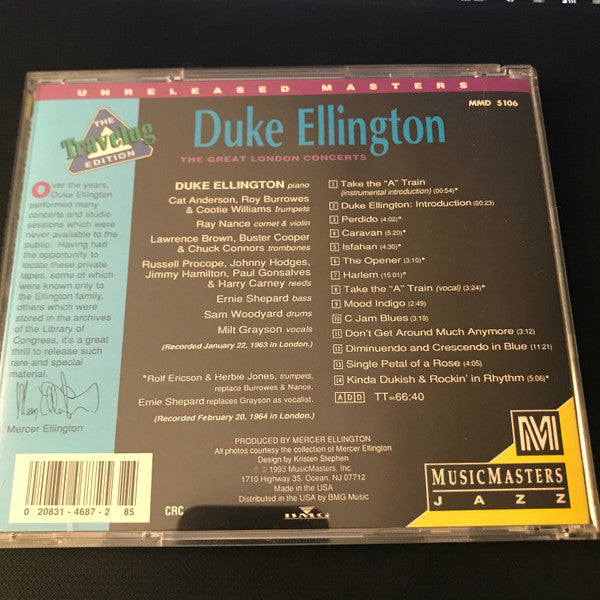 UNRELEASED MASTERS
MMD 5106
THE
Travelog
EDITION
Duke Ellington
THE GREAT LONDON CONCERTS
Over the years,
Duke Ellington
performed many
concerts and studio
sessions which were
never available to the
public. Having had
the opportunity to
locate these private
tapes, some of which
were known only to
the Ellington family,
others which were
stored in the archives
of the Library of
Congress, it's a great
thrill to release such
rare and special
material.
Mercer Ellington
DUKE ELLINGTON piano
Cat Anderson, Roy Burrowes
& Cootie Williams trumpets
Ray Nance cornet & violin
Lawrence Brown, Buster Cooper
& Chuck Connors trombones
Russell Procope, Johnny Hodges,
Jimmy Hamilton, Paul Gonsalves
& Harry Carney reeds
Ernie Shepard bass
Sam Woodyard drums
Milt Grayson vocals
(Recorded January 22, 1963 in London.)
*Rolf Ericson & Herbie Jones, trumpets,
replace Burrowes & Nance.
Ernie Shepard replaces Grayson as vocalist.
(Recorded February 20, 1964 in London.)
1 Take the "A" Train
(instrumental introduction) (00:54)*
2 Duke Ellington: Introduction (00:23)
3 Perdido (4:02)*
4 Caravan (5:20)*
5 Isfahan (4:30)*
6 The Opener (3:10)*
7 Harlem (15:01)*
8 Take the "A" Train (vocal) (3:24)*
9 Mood Indigo (2:49)
10 C Jam Blues (3:19)
11 Don't Get Around Much Anymore (3:12)
12 Diminuendo and Crescendo in Blue (11:21)
13 Single Petal of a Rose (4:05)
14 Kinda Dukish & Rockin' in Rhythm (5:06)*
ADD TT=66:40
PRODUCED BY MERCER ELLINGTON
All photos courtesy the collection of Mercer Ellington
Design by Kristen Stephen
℗ © 1993 MusicMasters, Inc.
1710 Highway 35, Ocean, NJ 07712
Made in the USA
Distributed in the USA by BMG Music
0 20831-4687-2 85
CRC
BMG
MM
MUSICMASTERS
JAZZ